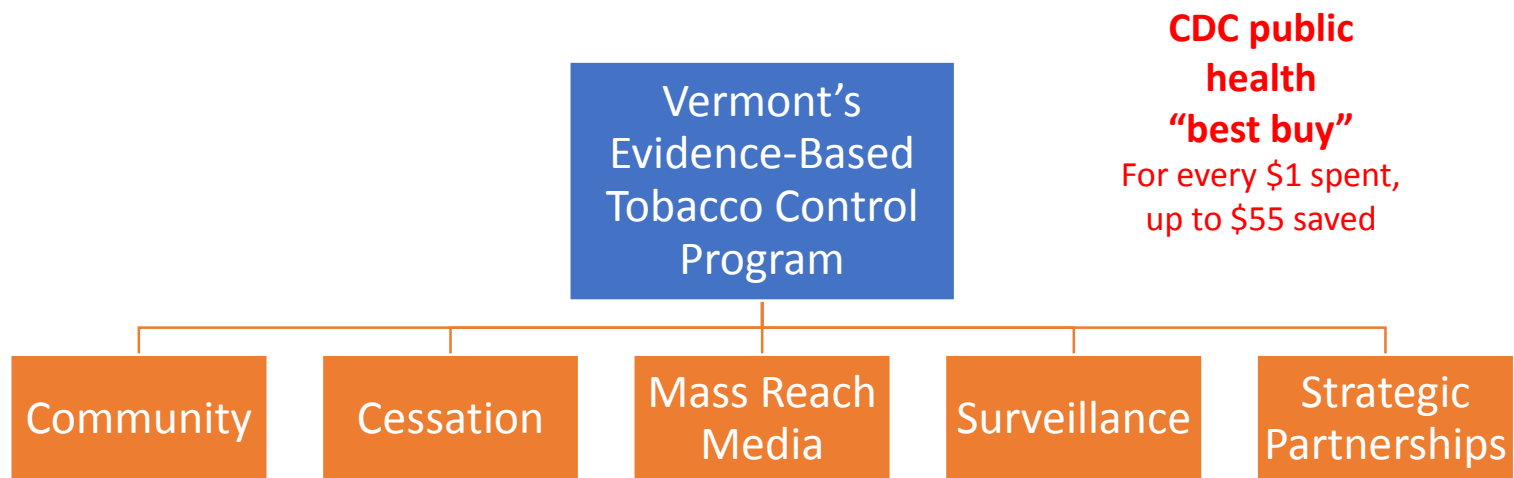 CDC public
health
“best buy”
For every $1 spent,
up to $55 saved
Vermont’s
Evidence-Based
Tobacco Control
Program
Community
Cessation
Mass Reach
Media
Surveillance
Strategic
Partnerships